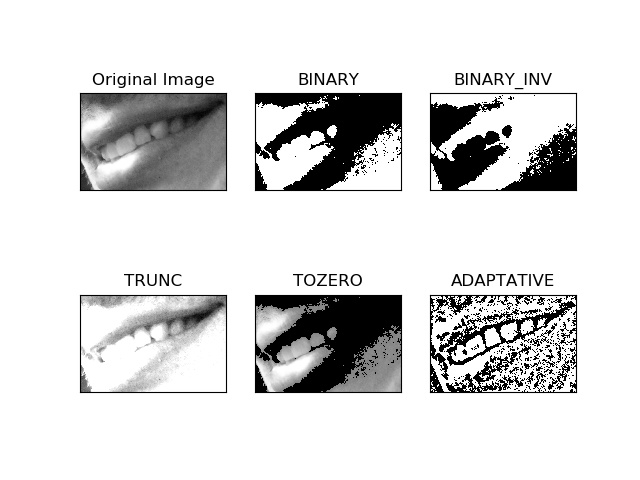 Original Image
BINARY
BINARY_INV
TRUNC
TOZERO
ADAPTATIVE